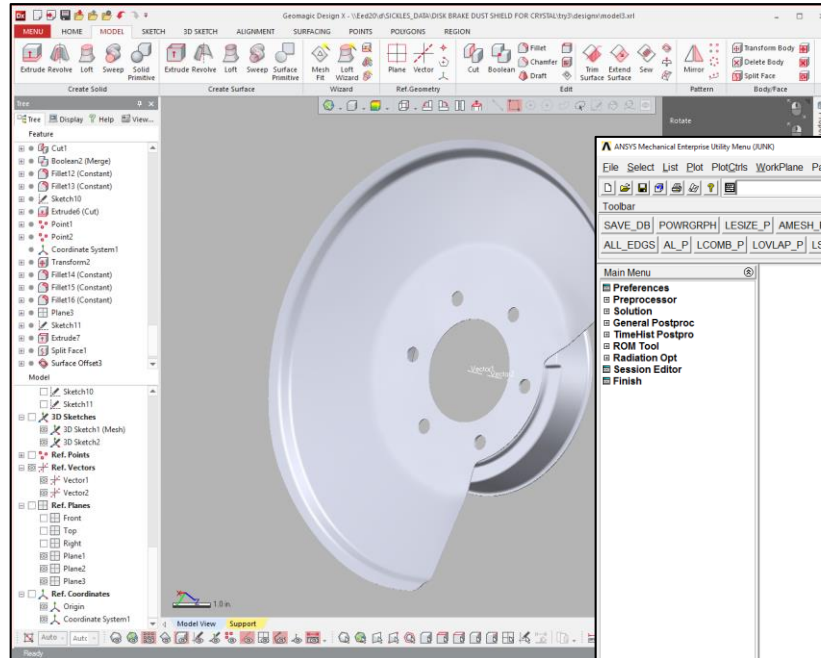 Geomagic Design X - \\Eed20\d\SICKLES_DATA\DISK BRAKE DUST SHIELD FOR CRYSTAL\try3\designx\model3.xrl
MENU HOME MODEL SKETCH 3D SKETCH ALIGNMENT SURFACING POINTS POLYGONS REGION
Extrude Revolve Loft Sweep Solid Primitive
Extrude Revolve Loft Sweep Surface Primitive
Mesh Fit Loft Wizard
Plane Vector
Cut Boolean
Fillet
Chamfer
Draft
Trim Surface Extend Surface Sew
Mirror
Transform Body
Delete Body
Split Face
Create Solid Create Surface Wizard Ref.Geometry Edit Pattern Body/Face
Tree
Tree Display Help View...
Feature
Cut1
Boolean2 (Merge)
Fillet12 (Constant)
Fillet13 (Constant)
Sketch10
Extrude6 (Cut)
Point1
Point2
Coordinate System1
Transform2
Fillet14 (Constant)
Fillet15 (Constant)
Fillet16 (Constant)
Plane3
Sketch11
Extrude7
Split Face1
Surface Offset3
Model
Sketch10
Sketch11
3D Sketches
3D Sketch1 (Mesh)
3D Sketch2
Ref. Points
Ref. Vectors
Vector1
Vector2
Ref. Planes
Front
Top
Right
Plane1
Plane2
Plane3
Ref. Coordinates
Origin
Coordinate System1
Rotate
1.0 in.
Model View Support
Auto Auto
Ready
ANSYS Mechanical Enterprise Utility Menu (JUNK)
File Select List Plot PlotCtrls WorkPlane Pa
Toolbar
SAVE_DB POWRGRPH LESIZE_P AMESH_
ALL_EDGS AL_P LCOMB_P LOVLAP_P LS
Main Menu
Preferences
Preprocessor
Solution
General Postproc
TimeHist Postpro
ROM Tool
Radiation Opt
Session Editor
Finish